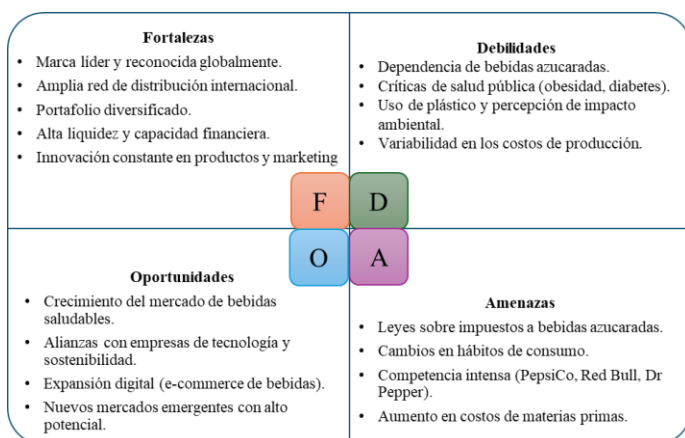 Fortalezas
• Marca líder y reconocida globalmente.
• Amplia red de distribución internacional.
• Portafolio diversificado.
• Alta liquidez y capacidad financiera.
• Innovación constante en productos y marketing
Debilidades
• Dependencia de bebidas azucaradas.
• Críticas de salud pública (obesidad, diabetes).
• Uso de plástico y percepción de impacto
ambiental.
• Variabilidad en los costos de producción.
F
D
O
A
Oportunidades
• Crecimiento del mercado de bebidas
saludables.
• Alianzas con empresas de tecnología y
sostenibilidad.
• Expansión digital (e-commerce de bebidas).
• Nuevos mercados emergentes con alto
potencial.
Amenazas
• Leyes sobre impuestos a bebidas azucaradas.
• Cambios en hábitos de consumo.
• Competencia intensa (PepsiCo, Red Bull, Dr
Pepper).
• Aumento en costos de materias primas.